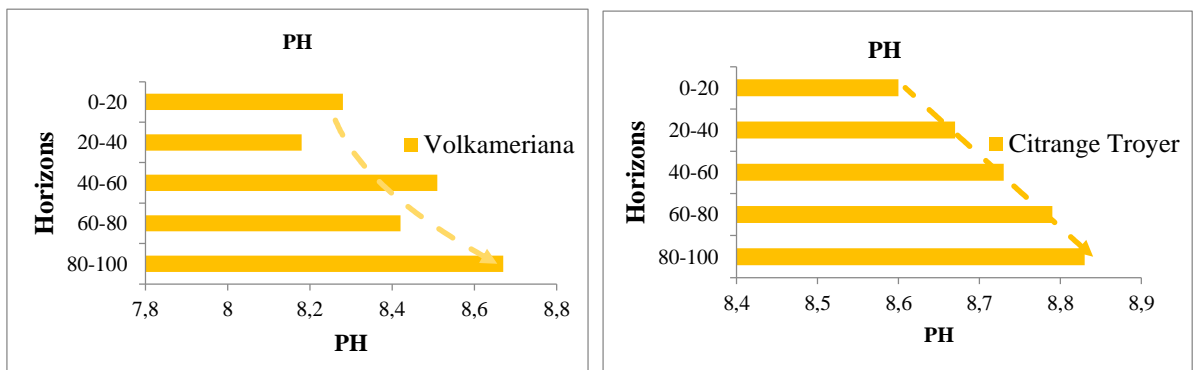 PH
Horizons
0-20
20-40
40-60
60-80
80-100
Volkameriana
7,8 8 8,2 8,4 8,6 8,8
PH
PH
Horizons
0-20
20-40
40-60
60-80
80-100
Citrange Troyer
8,4 8,5 8,6 8,7 8,8 8,9
PH